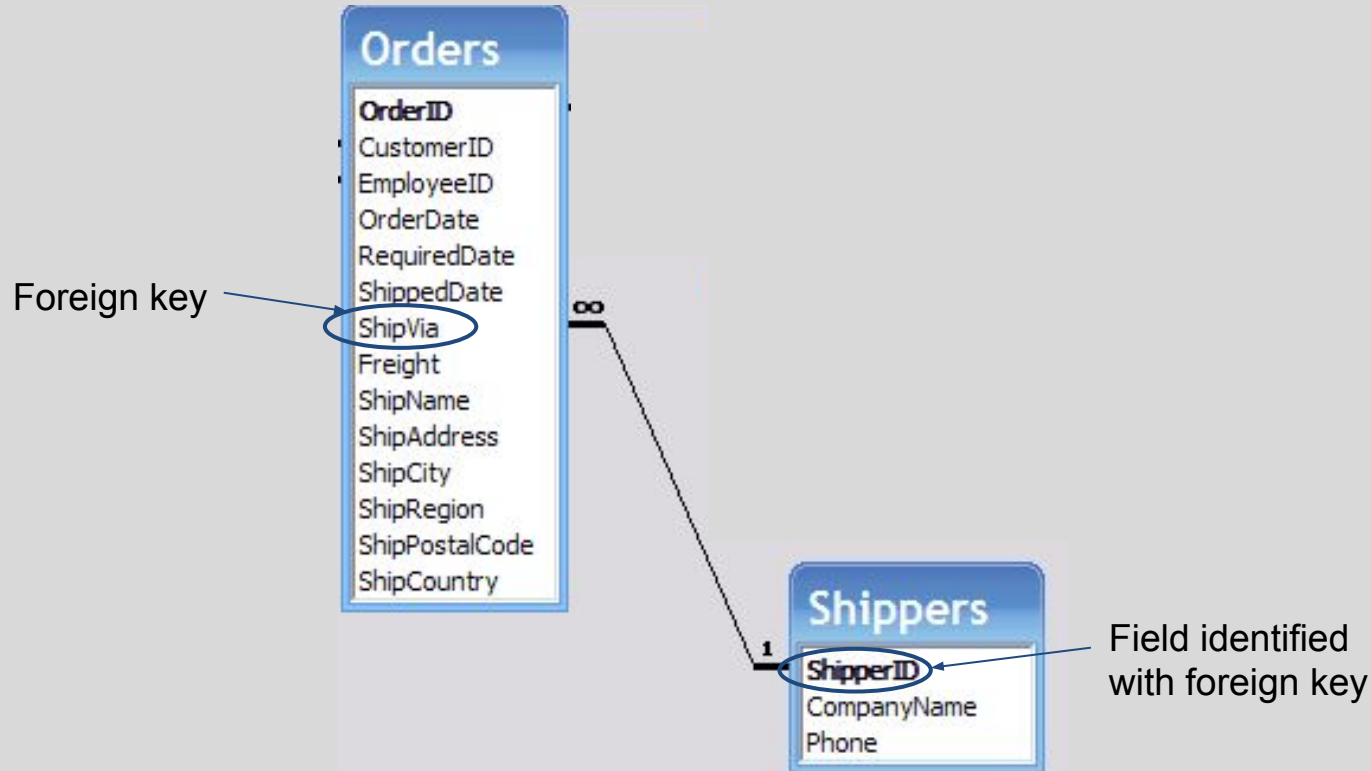 Orders
OrderID
CustomerID
EmployeeID
OrderDate
RequiredDate
ShippedDate
Foreign key
ShipVia
∞
Freight
ShipName
ShipAddress
ShipCity
ShipRegion
ShipPostalCode
ShipCountry
Shippers
1
ShipperID
CompanyName
Phone
Field identified
with foreign key